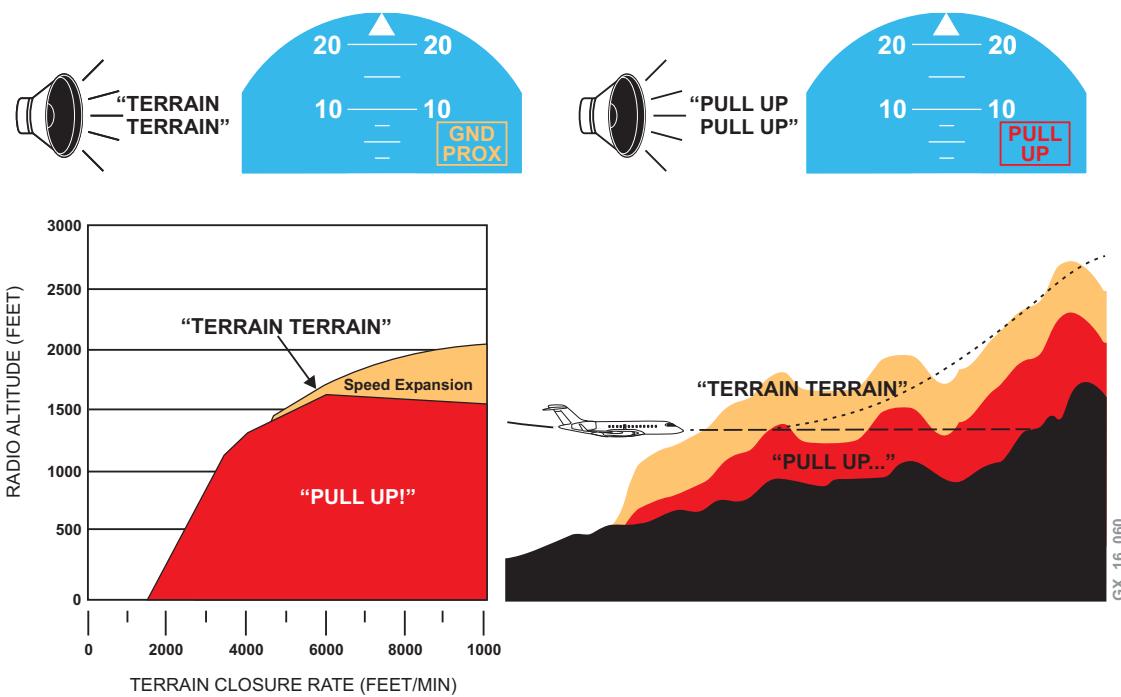 20 20
10 10
GND
PROX
“TERRAIN
TERRAIN”
20 20
10 10
PULL
UP
“PULL UP
PULL UP”
3000
2500
2000
1500
1000
500
0
RADIO ALTITUDE (FEET)
“TERRAIN TERRAIN”
Speed Expansion
“PULL UP!”
0 2000 4000 6000 8000 1000
TERRAIN CLOSURE RATE (FEET/MIN)
“TERRAIN TERRAIN”
“PULL UP...”
GX_16_060